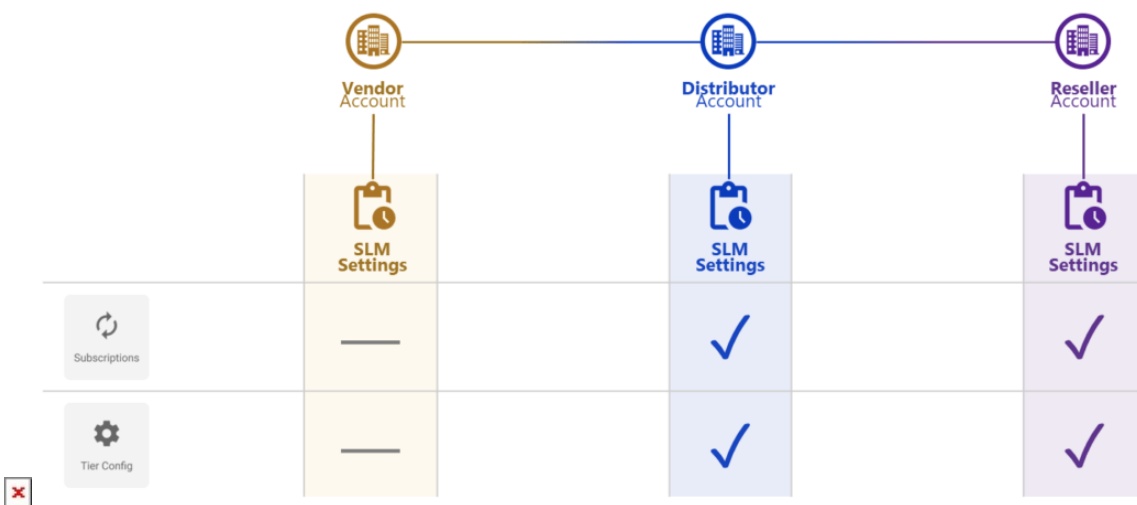 Vendor
Account
Distributor
Account
Reseller
Account
SLM
Settings
SLM
Settings
SLM
Settings
Subscriptions
Tier Config